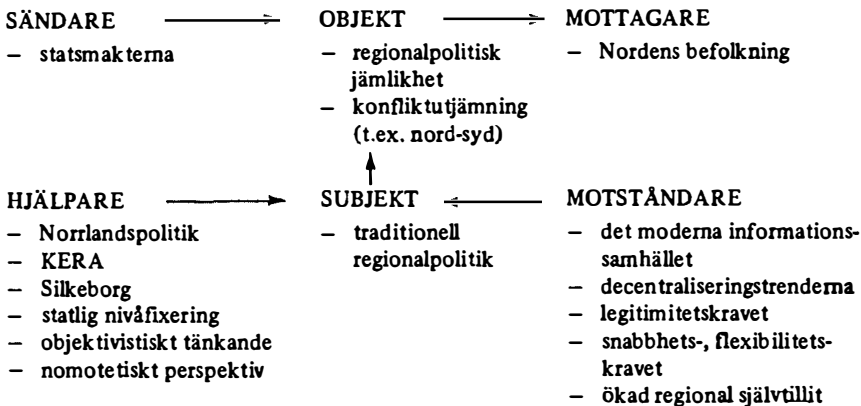 SÄNDARE
– statsmakterna
OBJEKT
– regionalpolitisk
jämlikhet
– konfliktutjämning
(t.ex. nord-syd)
MOTTAGARE
– Nordens befolkning
HJÄLPARE
– Norrlandspolitik
– KERA
– Silkeborg
– statlig nivåfixering
– objektivistiskt tänkande
– nomotetiskt perspektiv
SUBJEKT
– traditionell
regionalpolitik
MOTSTÅNDARE
– det moderna informations-
samhället
– decentraliseringstrenderna
– legitimitetskravet
– snabbhets-, flexibilitets-
kravet
– ökad regional självtillit